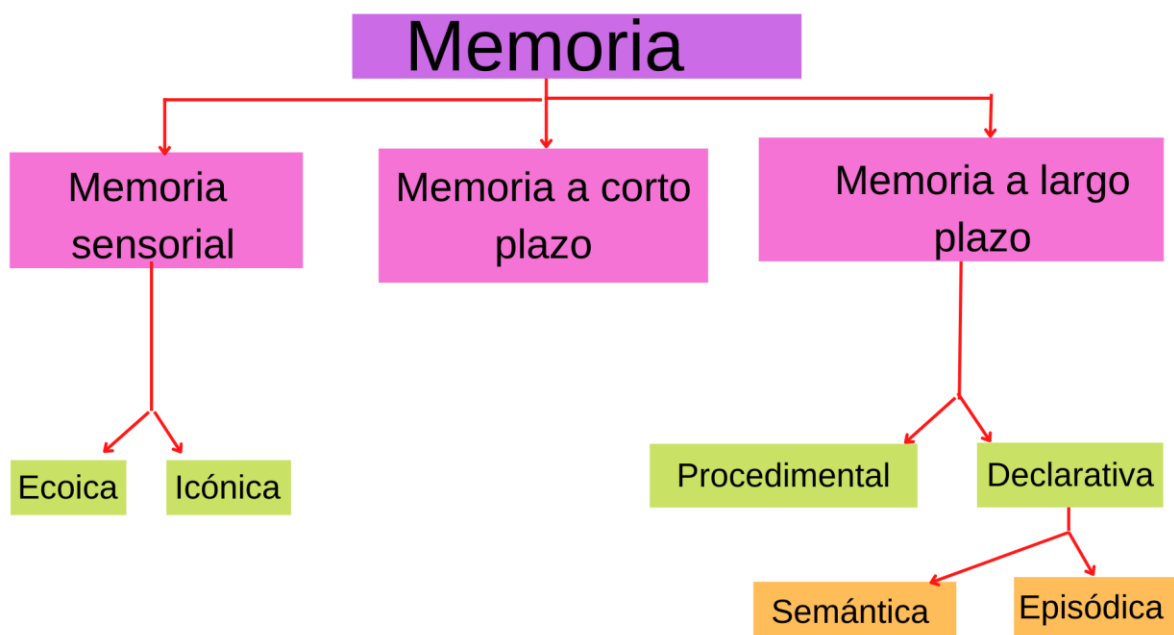 Memoria
Memoria
sensorial
Memoria a corto
plazo
Memoria a largo
plazo
Ecoica
Icónica
Procedimental
Declarativa
Semántica
Episódica